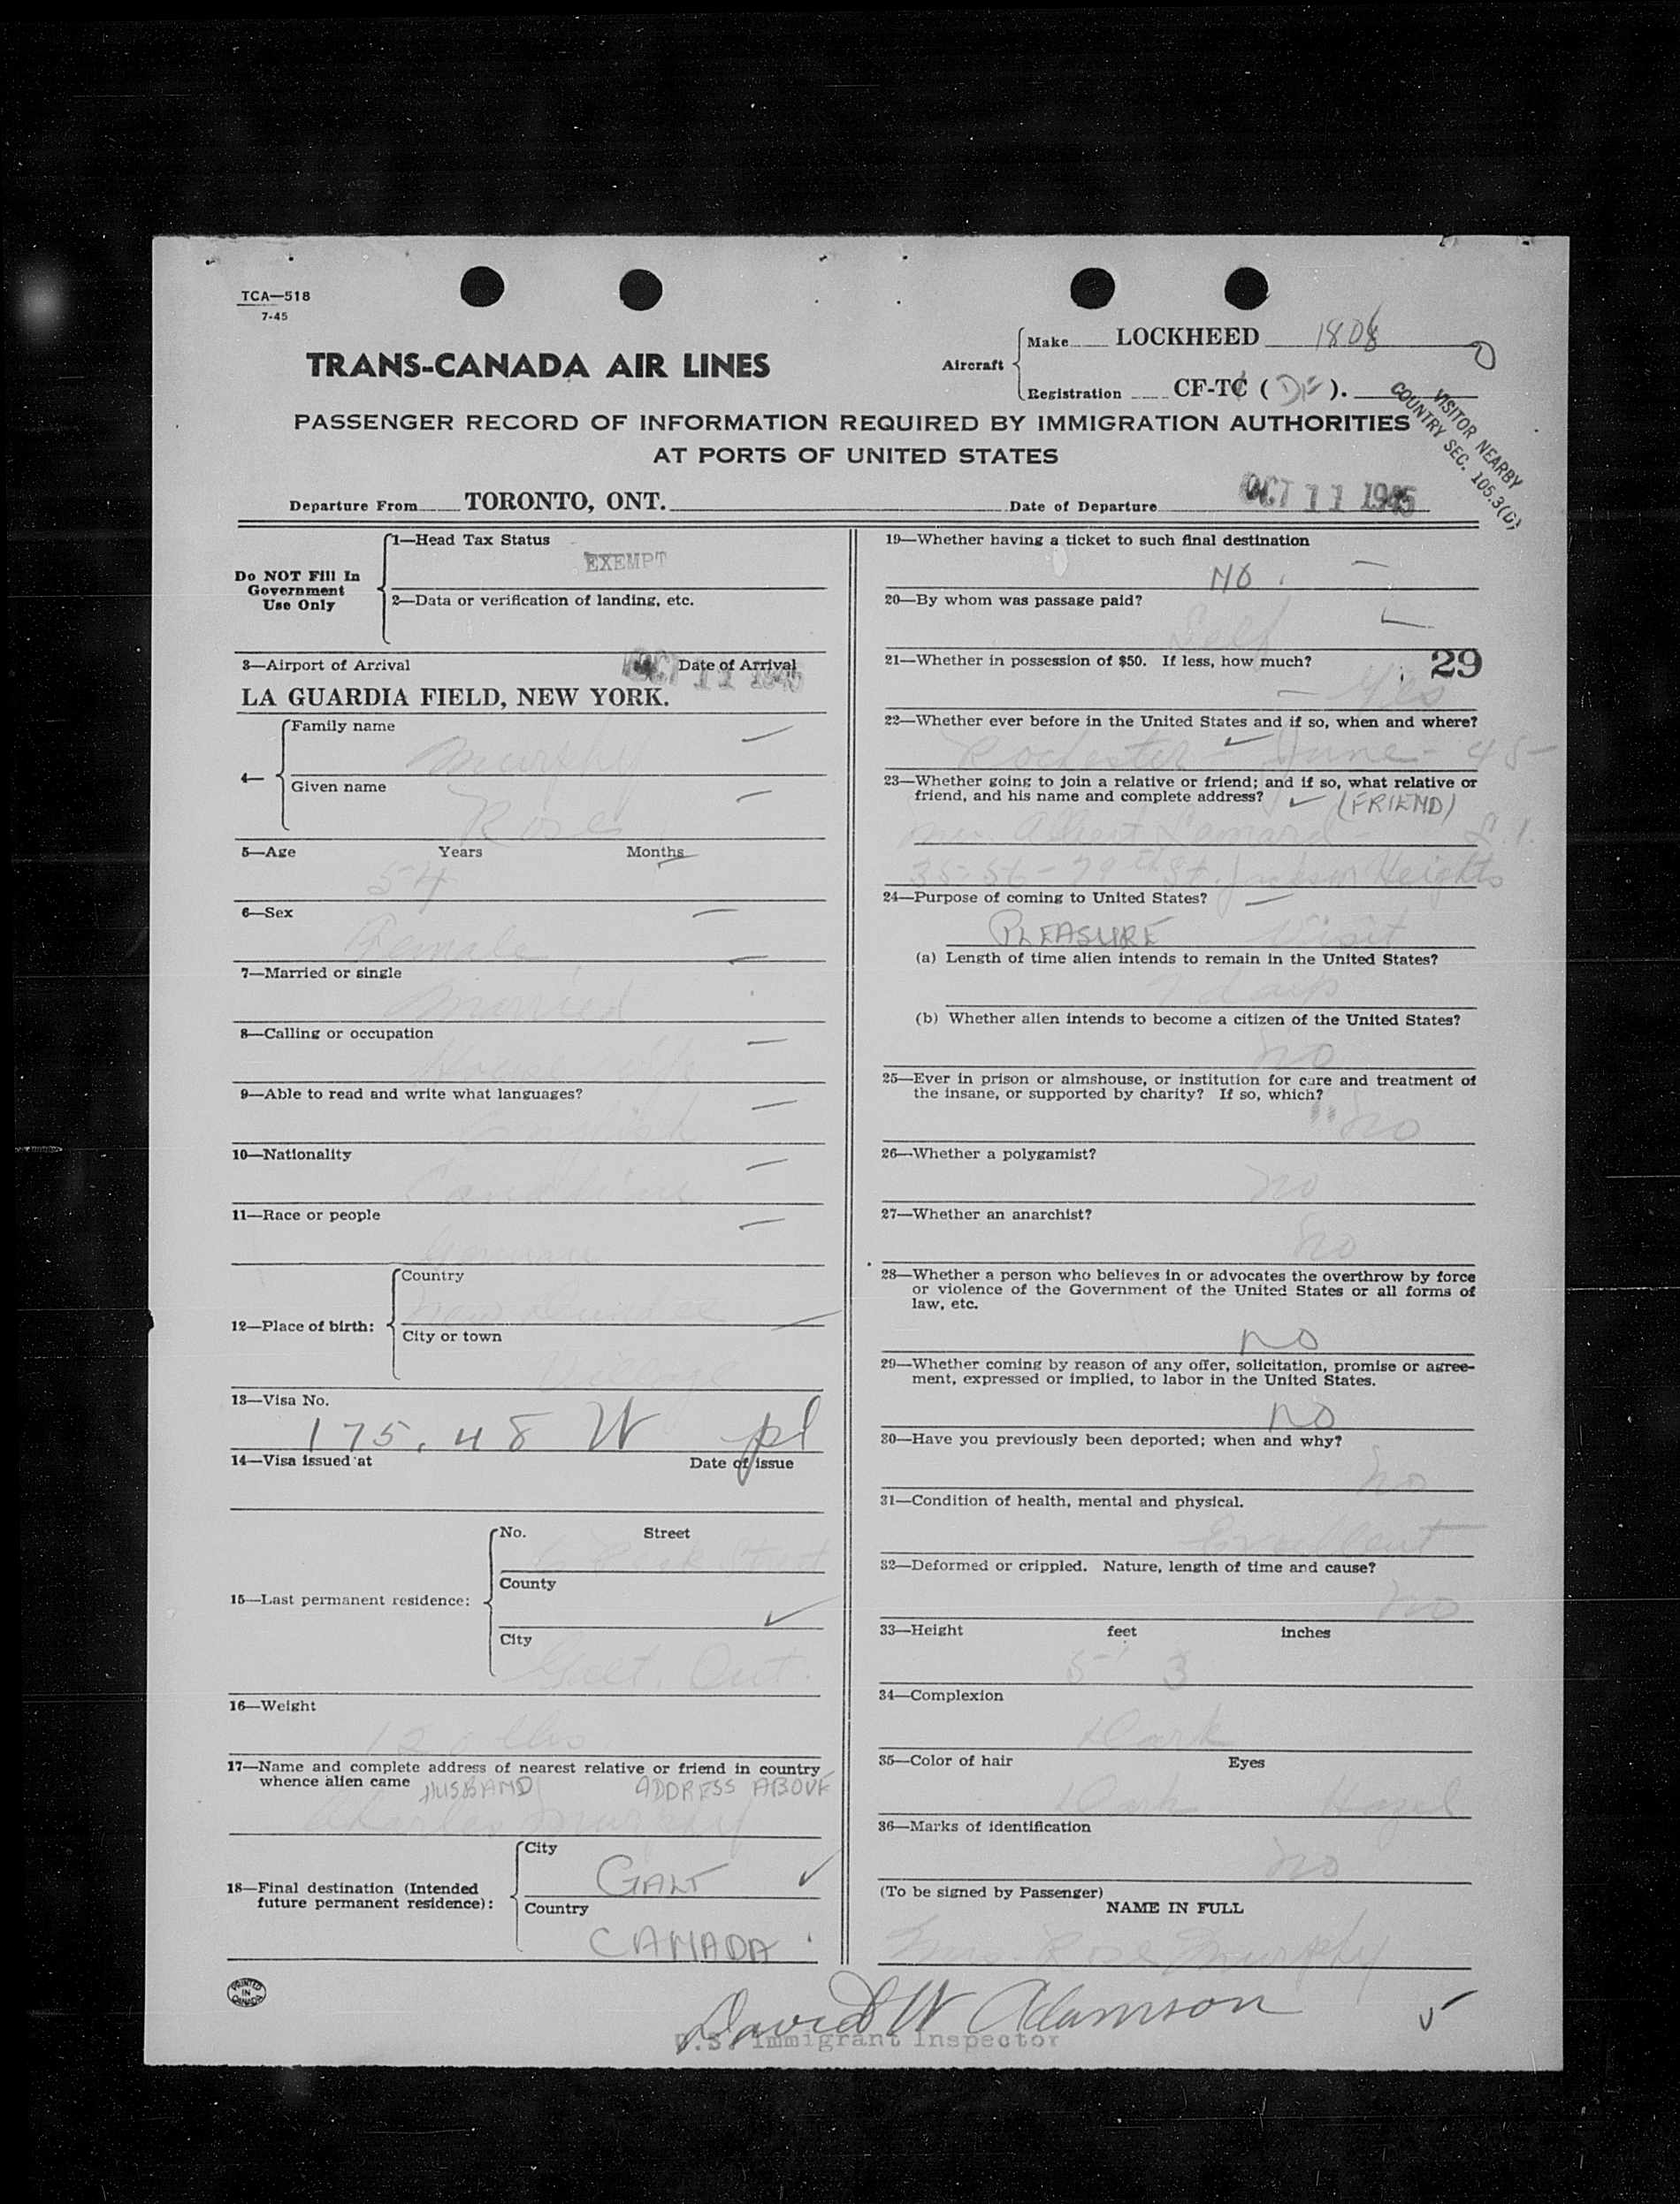 TCA—518
7-45
TRANS-CANADA AIR LINES
Aircraft
Make LOCKHEED 1808
Registration CF-TC ( DF ).
PASSENGER RECORD OF INFORMATION REQUIRED BY IMMIGRATION AUTHORITIES
AT PORTS OF UNITED STATES
VISITOR NEARBY
COUNTRY SEC. 105.3(D)
Departure From TORONTO, ONT. Date of Departure OCT 11 1945
Do NOT Fill In
Government
Use Only
1—Head Tax Status
EXEMPT
2—Data or verification of landing, etc.
3—Airport of Arrival Date of Arrival
OCT 11 1945
LA GUARDIA FIELD, NEW YORK.
4—
Family name
Murphy
Given name
Rose
5—Age Years Months
54
6—Sex
Female
7—Married or single
Married
8—Calling or occupation
Housewife
9—Able to read and write what languages?
English
10—Nationality
Canadian
11—Race or people
German
12—Place of birth:
Country
City or town
Village
13—Visa No.
175.48 W pl
14—Visa issued at Date of issue
15—Last permanent residence:
No. Street
Street
County
City
Galt, Ont.
16—Weight
lbs
17—Name and complete address of nearest relative or friend in country
whence alien came HUSBAND ADDRESS ABOVE
Charles Murphy
18—Final destination (Intended
future permanent residence):
City
GALT
Country
CANADA
PRINTED
IN
CANADA
19—Whether having a ticket to such final destination
NO.
20—By whom was passage paid?
Self
21—Whether in possession of $50. If less, how much?
29
Yes
22—Whether ever before in the United States and if so, when and where?
Rochester - June - 45
23—Whether going to join a relative or friend; and if so, what relative or
friend, and his name and complete address? (FRIEND)
Mrs. Albert
35-56-79th St. Jackson Heights
24—Purpose of coming to United States?
PLEASURE Visit
(a) Length of time alien intends to remain in the United States?
days
(b) Whether alien intends to become a citizen of the United States?
no
25—Ever in prison or almshouse, or institution for care and treatment of
the insane, or supported by charity? If so, which?
no
26—Whether a polygamist?
no
27—Whether an anarchist?
no
28—Whether a person who believes in or advocates the overthrow by force
or violence of the Government of the United States or all forms of
law, etc.
no
29—Whether coming by reason of any offer, solicitation, promise or agree-
ment, expressed or implied, to labor in the United States.
no
30—Have you previously been deported; when and why?
no
31—Condition of health, mental and physical.
Excellent
32—Deformed or crippled. Nature, length of time and cause?
no
33—Height feet inches
5' 3
34—Complexion
Dark
35—Color of hair Eyes
Dark Hazel
36—Marks of identification
no
(To be signed by Passenger)
NAME IN FULL
Mrs. Rose Murphy
David W Adamson
U.S. Immigrant Inspector